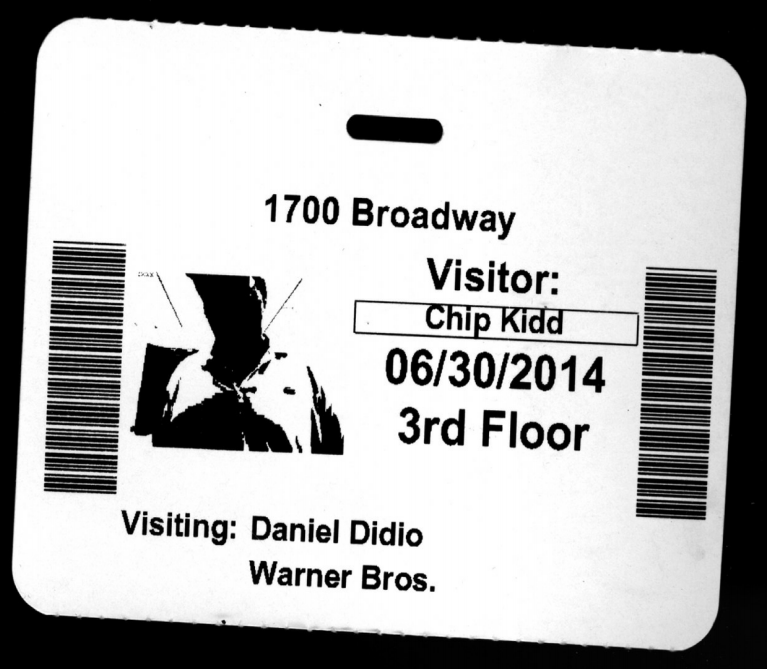 1700 Broadway
Visitor:
Chip Kidd
06/30/2014
3rd Floor
Visiting: Daniel Didio
Warner Bros.